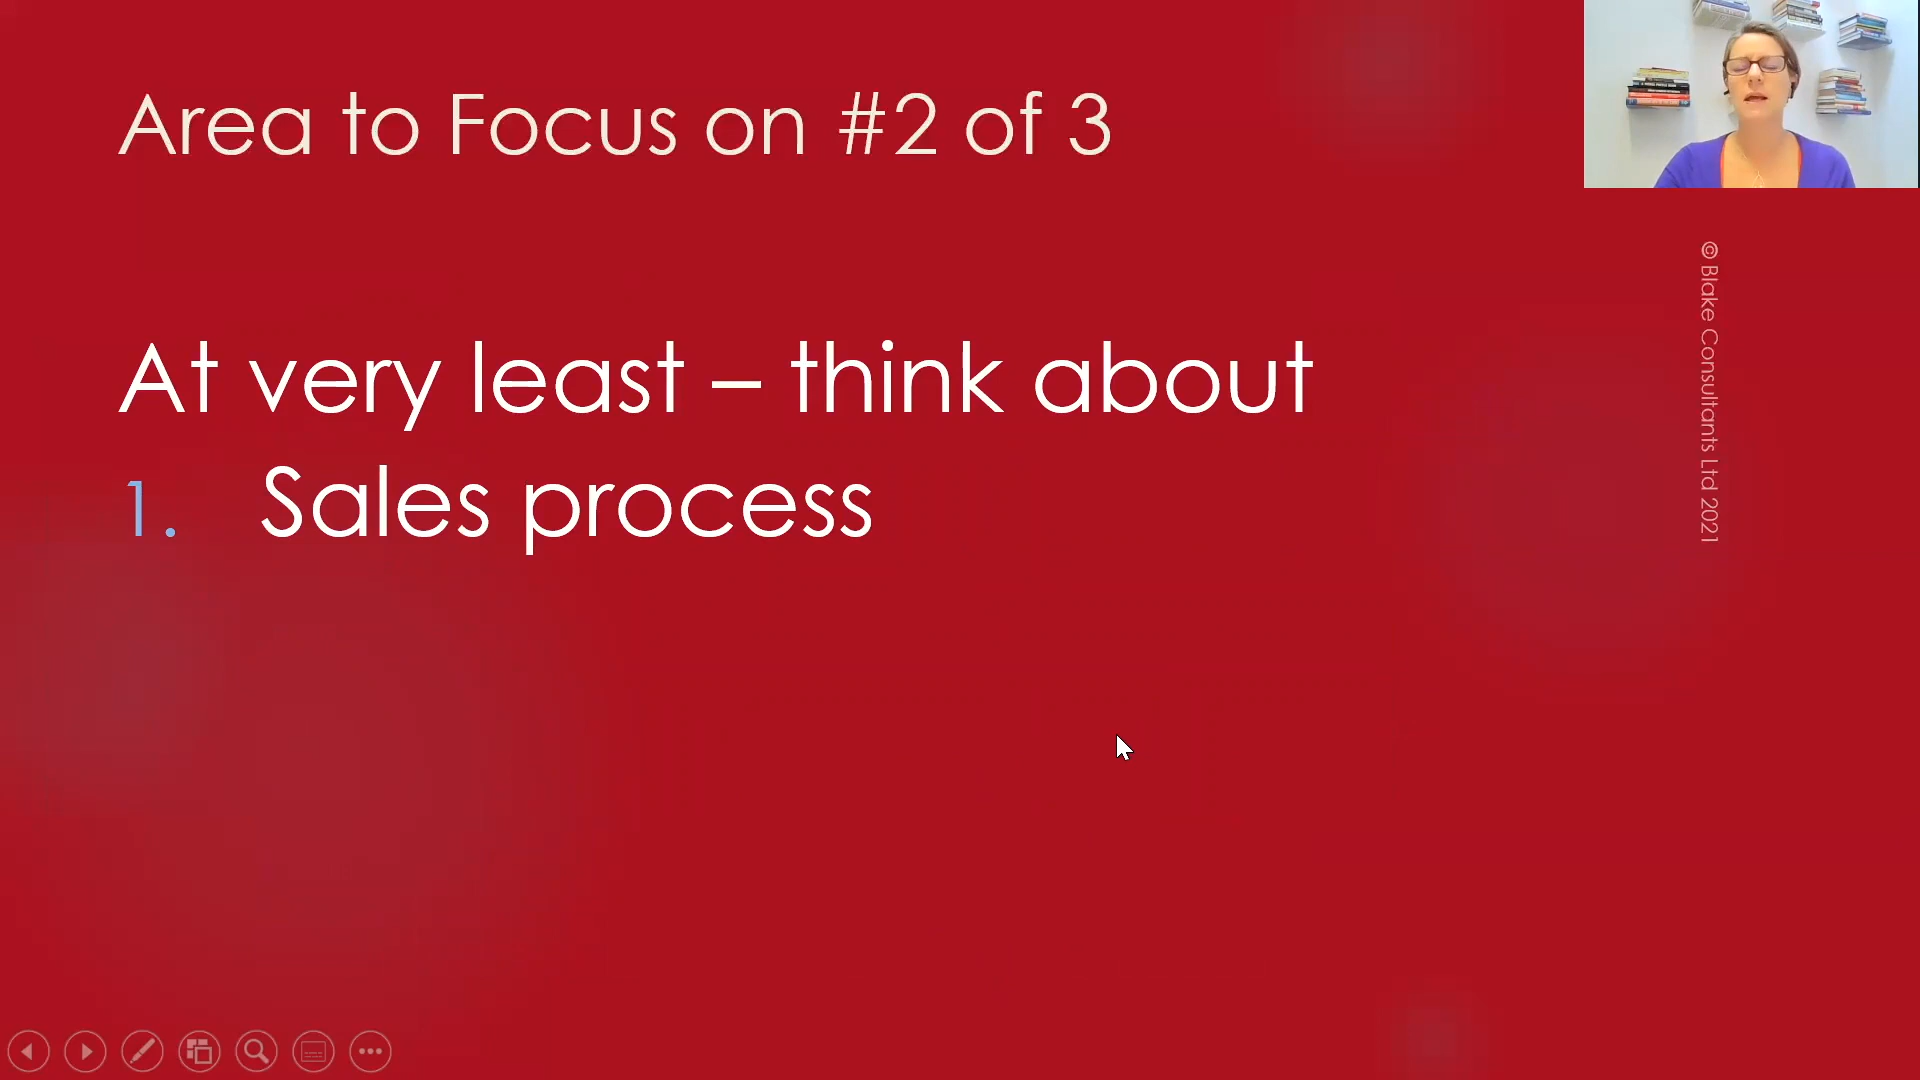 Area to Focus on #2 of 3
At very least – think about
1. Sales process
© Blake Consultants Ltd 2021